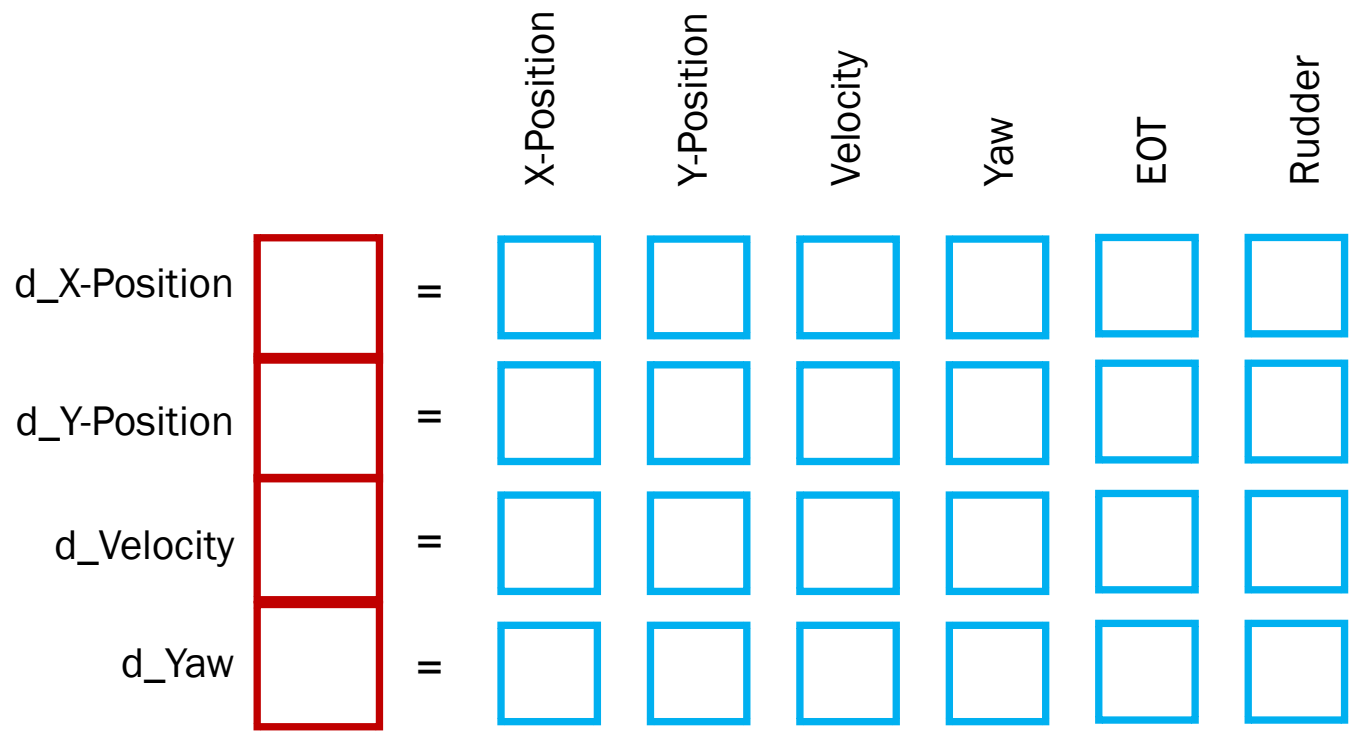 X-Position
Y-Position
Velocity
Yaw
EOT
Rudder
d_X-Position =
d_Y-Position =
d_Velocity =
d_Yaw =